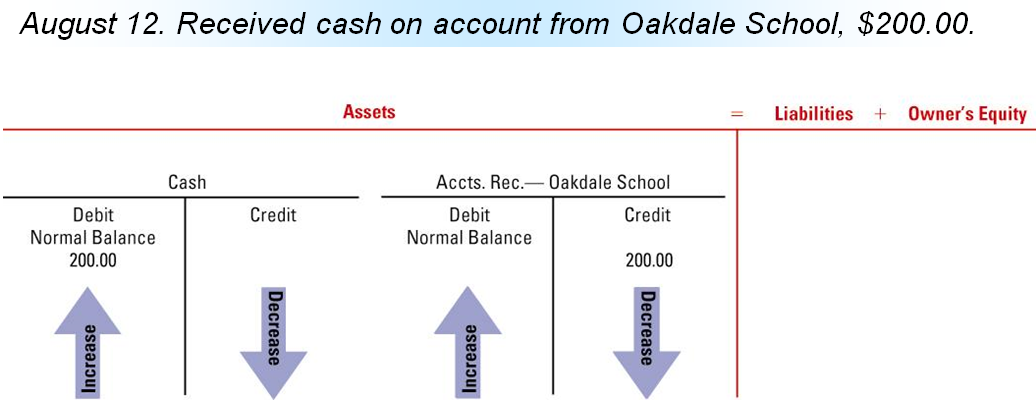 August 12. Received cash on account from Oakdale School, $200.00.
Assets = Liabilities + Owner's Equity
Cash
Accts. Rec.— Oakdale School
Debit Credit
Normal Balance
200.00
Increase
Decrease
Debit Credit
Normal Balance
200.00
Increase
Decrease